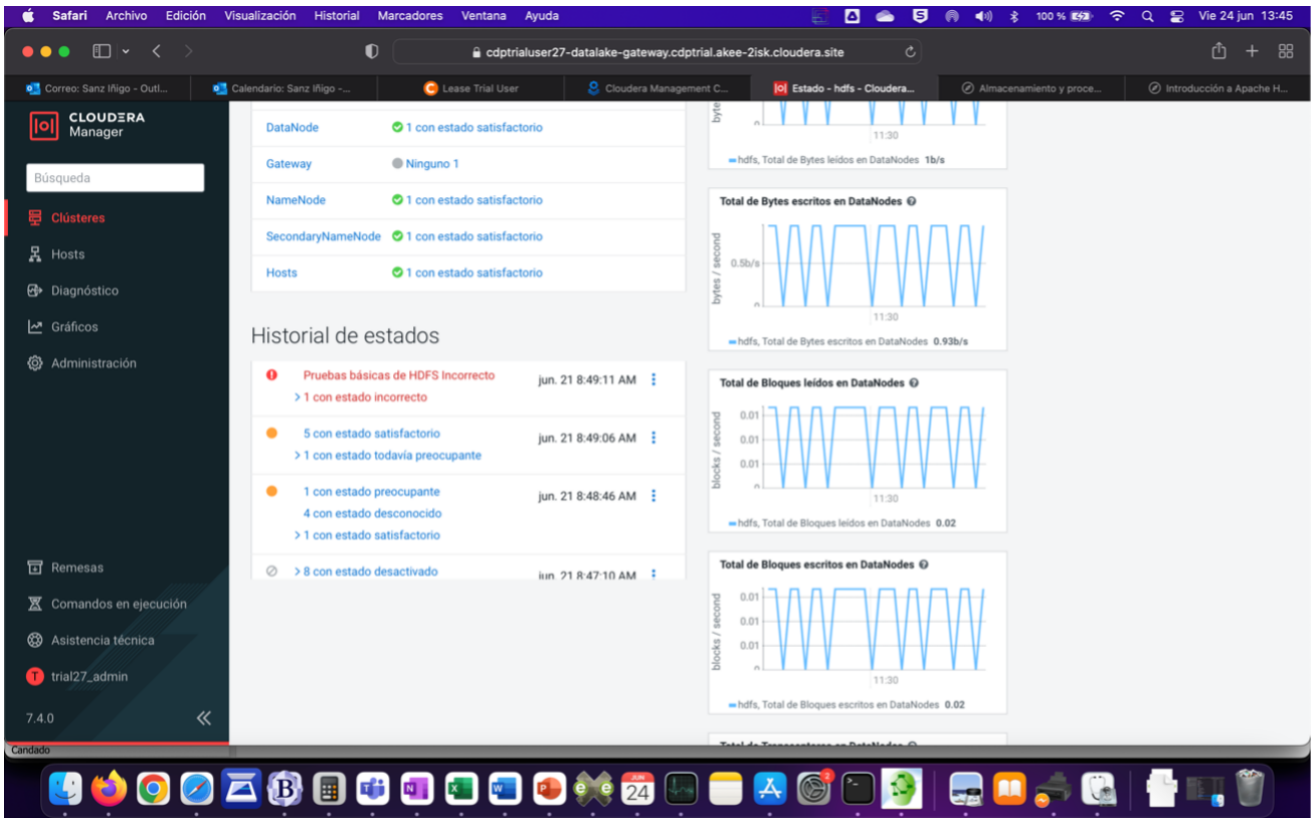 Safari Archivo Edición Visualización Historial Marcadores Ventana Ayuda 100 % Vie 24 jun 13:45
cdptrialuser27-datalake-gateway.cdptrial.akee-2isk.cloudera.site
Correo: Sanz Iñigo - Outl... Calendario: Sanz Iñigo -... Lease Trial User Cloudera Management C... Estado - hdfs - Cloudera... Almacenamiento y proce... Introducción a Apache H...
CLOUDERA
Manager
Búsqueda
Clústeres
Hosts
Diagnóstico
Gráficos
Administración
Remesas
Comandos en ejecución
Asistencia técnica
T trial27_admin
7.4.0
Candado
DataNode 1 con estado satisfactorio
Gateway Ninguno 1
NameNode 1 con estado satisfactorio
SecondaryNameNode 1 con estado satisfactorio
Hosts 1 con estado satisfactorio
Historial de estados
Pruebas básicas de HDFS Incorrecto jun. 21 8:49:11 AM
> 1 con estado incorrecto
5 con estado satisfactorio jun. 21 8:49:06 AM
> 1 con estado todavía preocupante
1 con estado preocupante jun. 21 8:48:46 AM
4 con estado desconocido
> 1 con estado satisfactorio
> 8 con estado desactivado jun. 21 8:47:10 AM
11:30
hdfs, Total de Bytes leídos en DataNodes 1b/s
Total de Bytes escritos en DataNodes
bytes / second
0.5b/s
0
11:30
hdfs, Total de Bytes escritos en DataNodes 0.93b/s
Total de Bloques leídos en DataNodes
blocks / second
0.01
0.01
0.01
0
11:30
hdfs, Total de Bloques leídos en DataNodes 0.02
Total de Bloques escritos en DataNodes
blocks / second
0.01
0.01
0.01
0
11:30
hdfs, Total de Bloques escritos en DataNodes 0.02
JUN
24